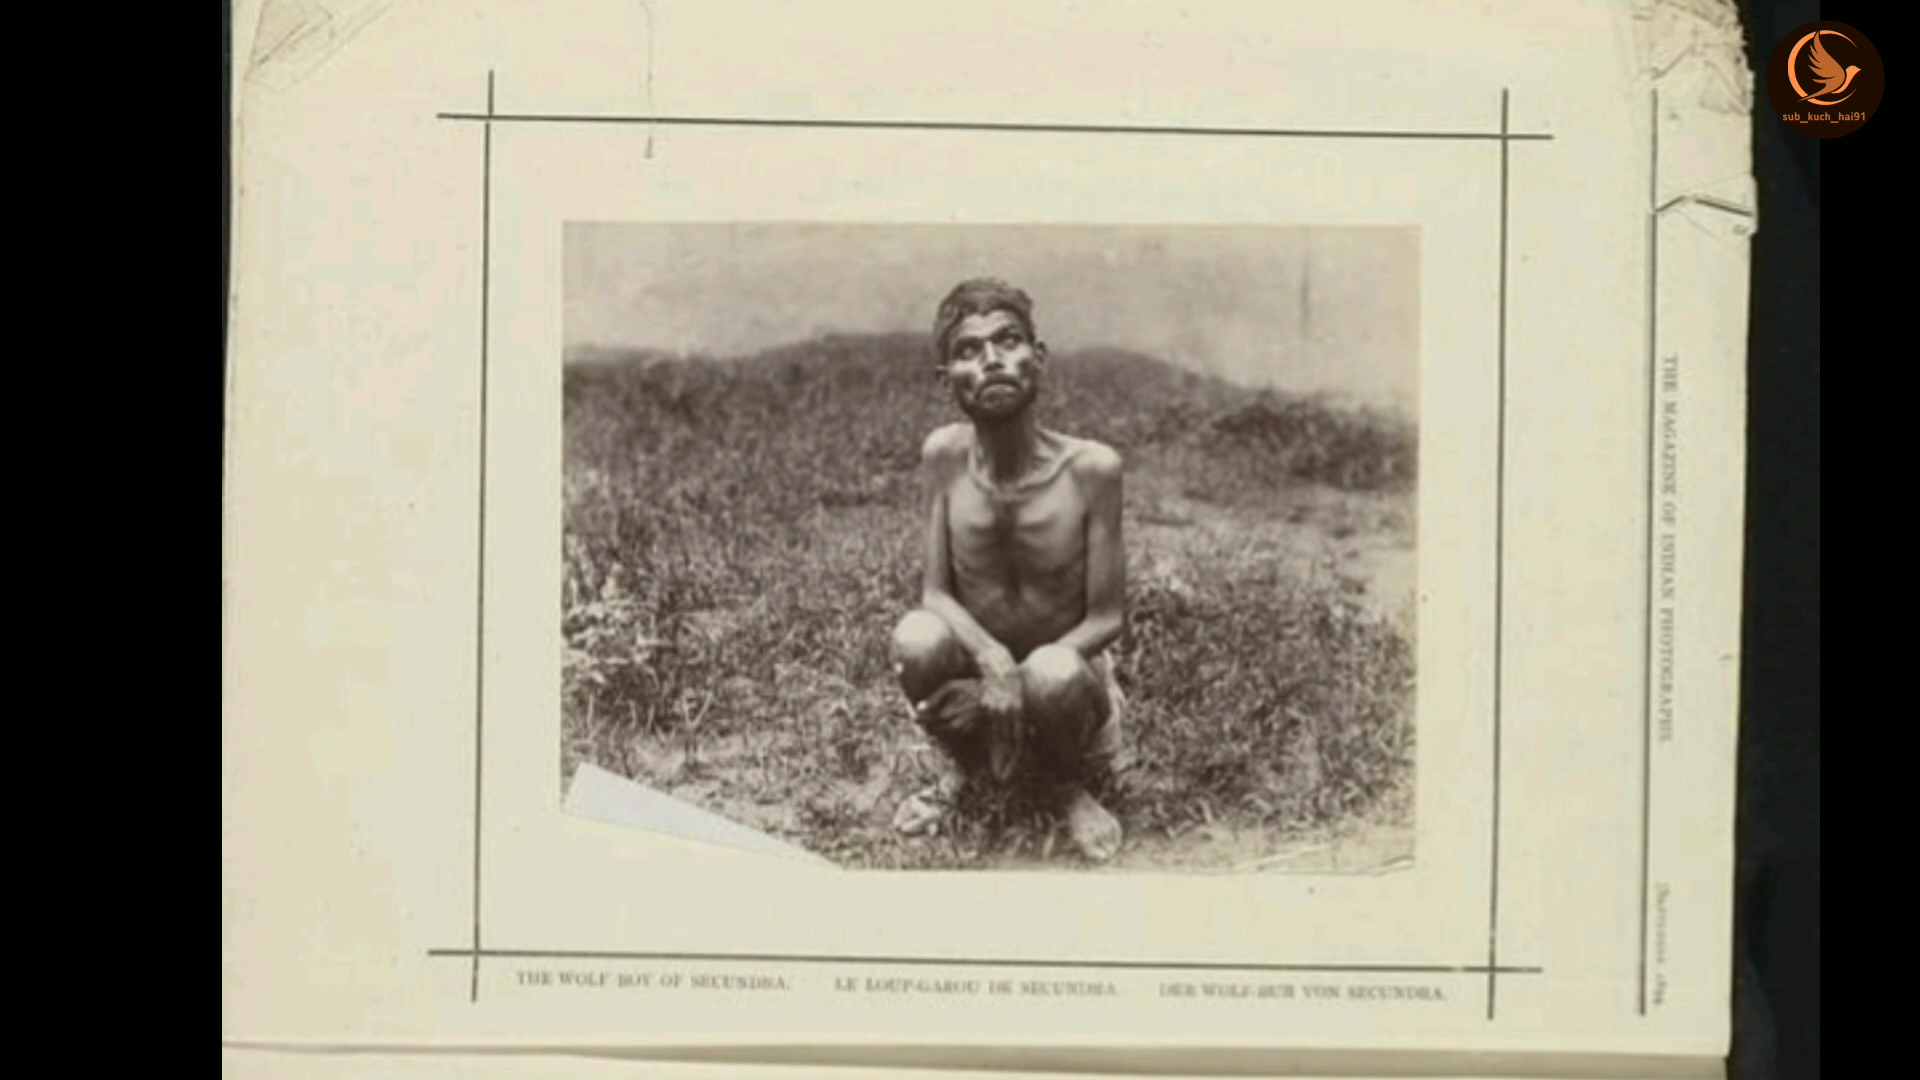 sub_kuch_hai91
THE MAGAZINE OF INDIAN PHOTOGRAPHS.
THE WOLF BOY OF SECUNDRA. LE LOUP-GAROU DE SECUNDRA. DER WOLF-BUB VON SECUNDRA.